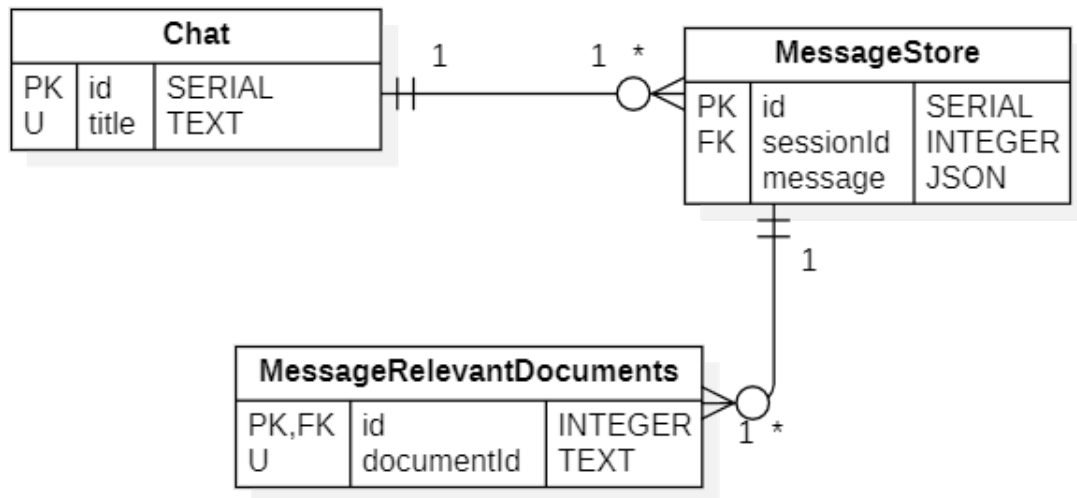 Chat
PK id SERIAL
U title TEXT
1
1 *
MessageStore
PK id SERIAL
FK sessionId INTEGER
message JSON
1
MessageRelevantDocuments
PK,FK id INTEGER
U documentId TEXT
1 *